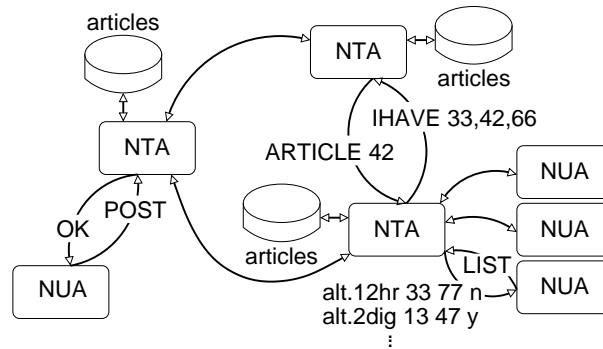 articles
NTA
articles
IHAVE 33,42,66
ARTICLE 42
NTA
NUA
POST
OK
NUA
NTA
articles
NUA
LIST
NUA
alt.12hr 33 77 n
alt.2dig 13 47 y